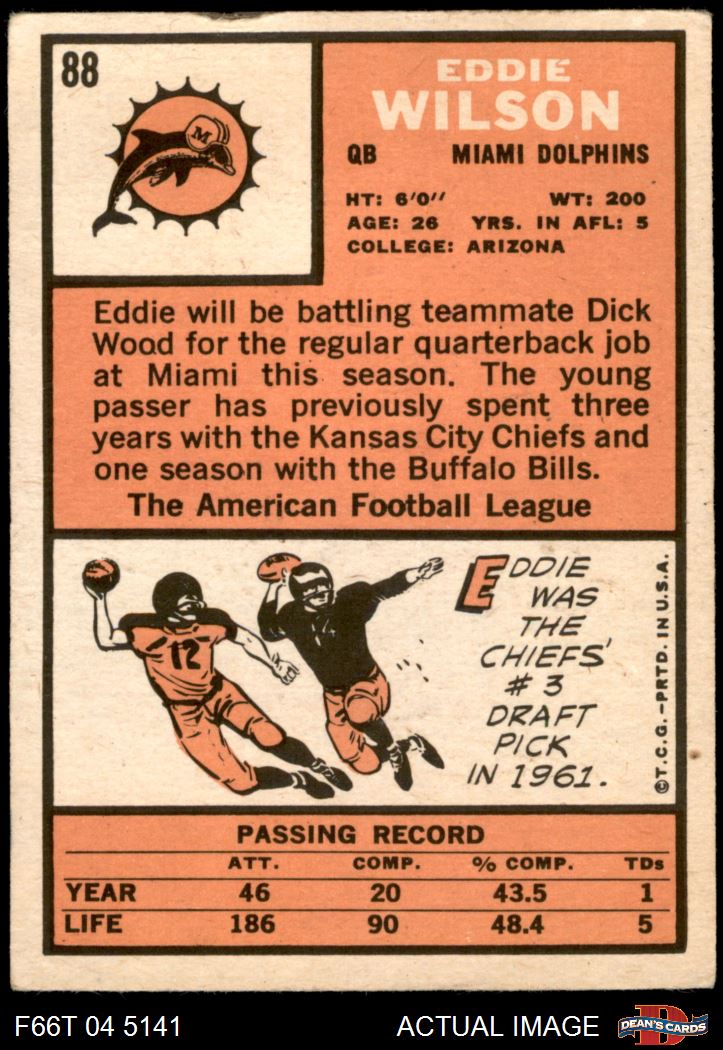 88
M
EDDIE
WILSON
QB MIAMI DOLPHINS
HT: 6'0'' WT: 200
AGE: 26 YRS. IN AFL: 5
COLLEGE: ARIZONA
Eddie will be battling teammate Dick
Wood for the regular quarterback job
at Miami this season. The young
passer has previously spent three
years with the Kansas City Chiefs and
one season with the Buffalo Bills.
The American Football League
12
EDDIE
WAS
THE
CHIEFS'
#3
DRAFT
PICK
IN 1961.
©T.C.G.–PRTD. IN U.S.A.
PASSING RECORD
ATT. COMP. % COMP. TDs
YEAR 46 20 43.5 1
LIFE 186 90 48.4 5
F66T 04 5141 ACTUAL IMAGE
D
DEAN'S CARDS